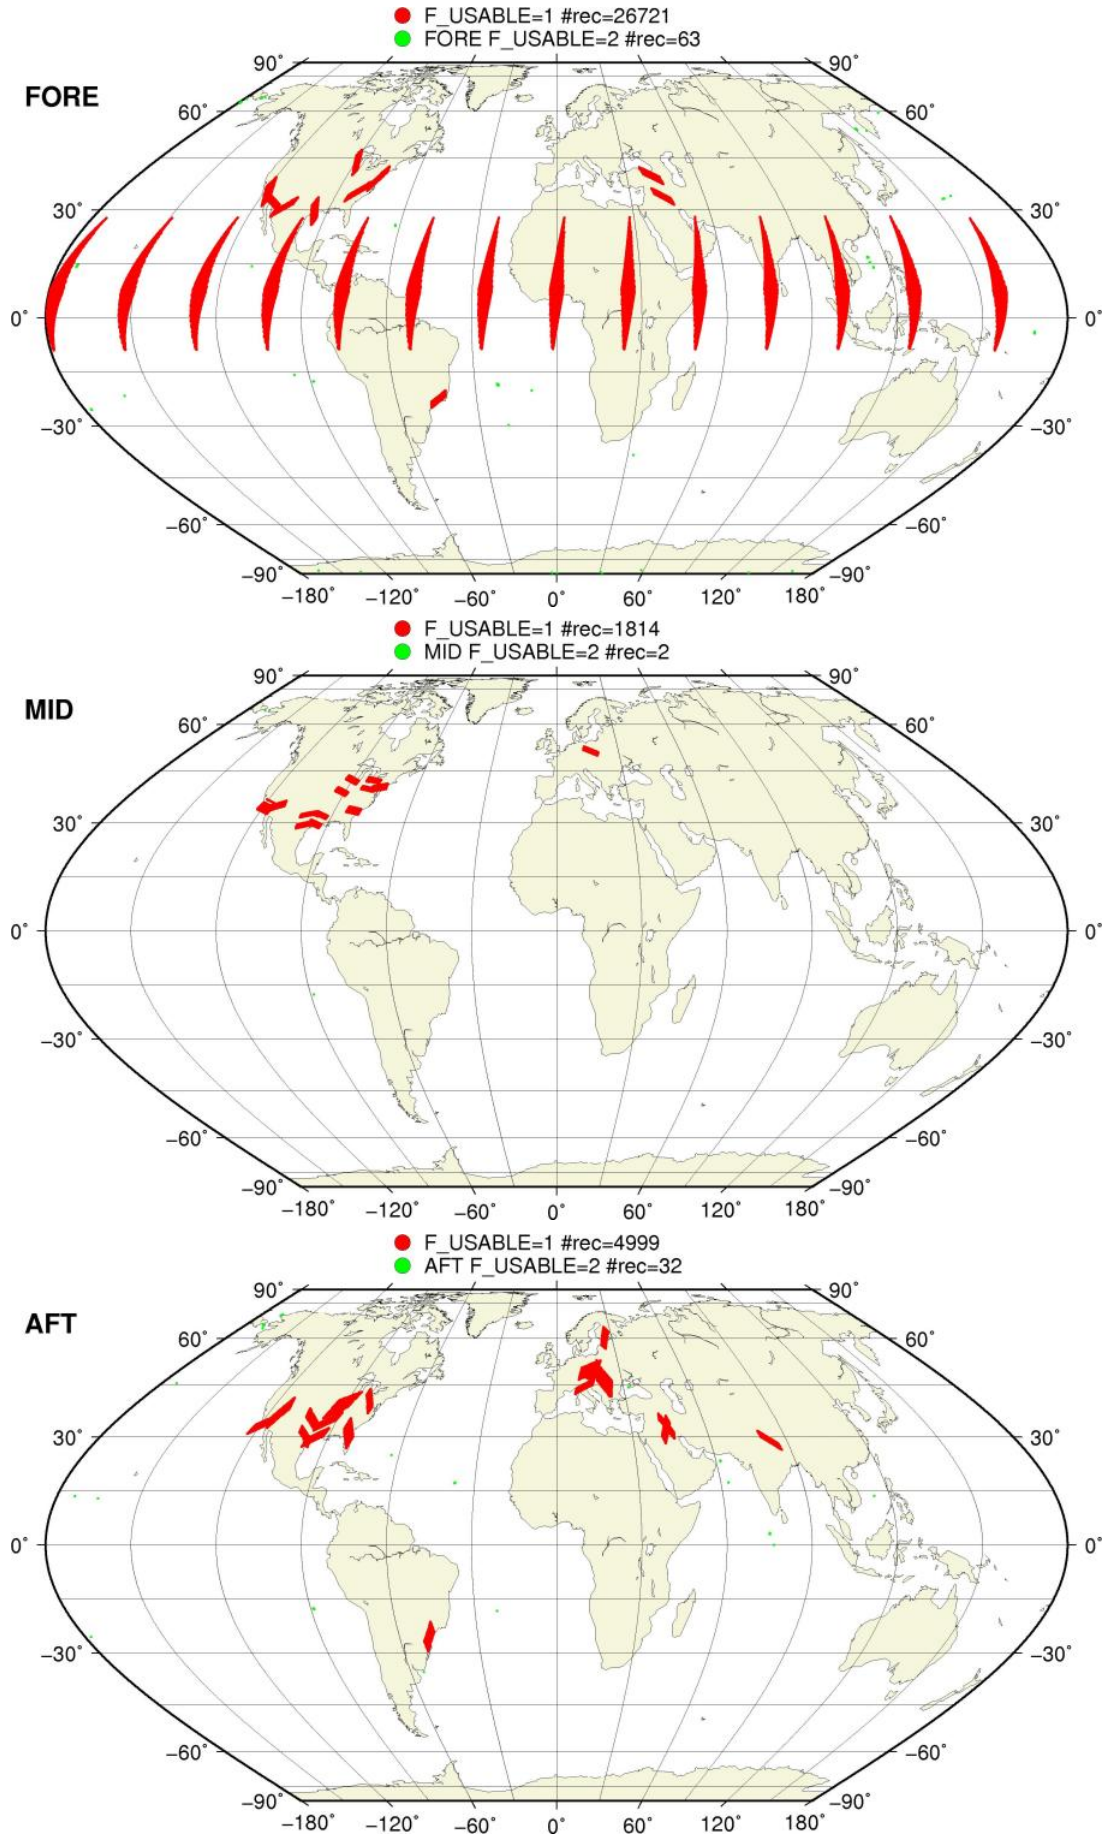 F_USABLE=1 #rec=26721
FORE F_USABLE=2 #rec=63
FORE
90° 90°
60° 60°
30° 30°
0° 0°
−30° −30°
−60° −60°
−90° −90°
−180° −120° −60° 0° 60° 120° 180°
F_USABLE=1 #rec=1814
MID F_USABLE=2 #rec=2
MID
90° 90°
60° 60°
30° 30°
0° 0°
−30° −30°
−60° −60°
−90° −90°
−180° −120° −60° 0° 60° 120° 180°
F_USABLE=1 #rec=4999
AFT F_USABLE=2 #rec=32
AFT
90° 90°
60° 60°
30° 30°
0° 0°
−30° −30°
−60° −60°
−90° −90°
−180° −120° −60° 0° 60° 120° 180°